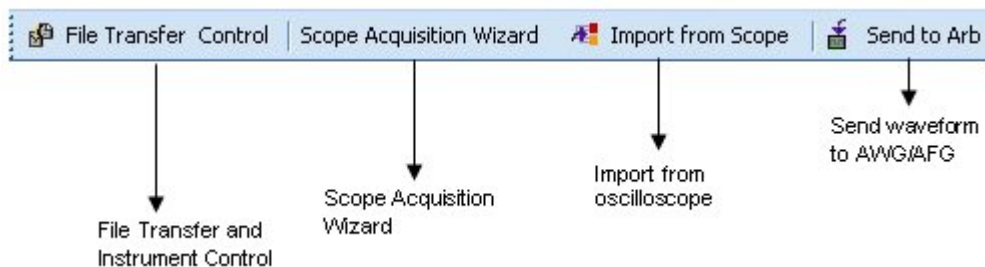 File Transfer Control Scope Acquisition Wizard Import from Scope Send to Arb
Send waveform
to AWG/AFG
Import from
oscilloscope
Scope Acquisition
Wizard
File Transfer and
Instrument Control